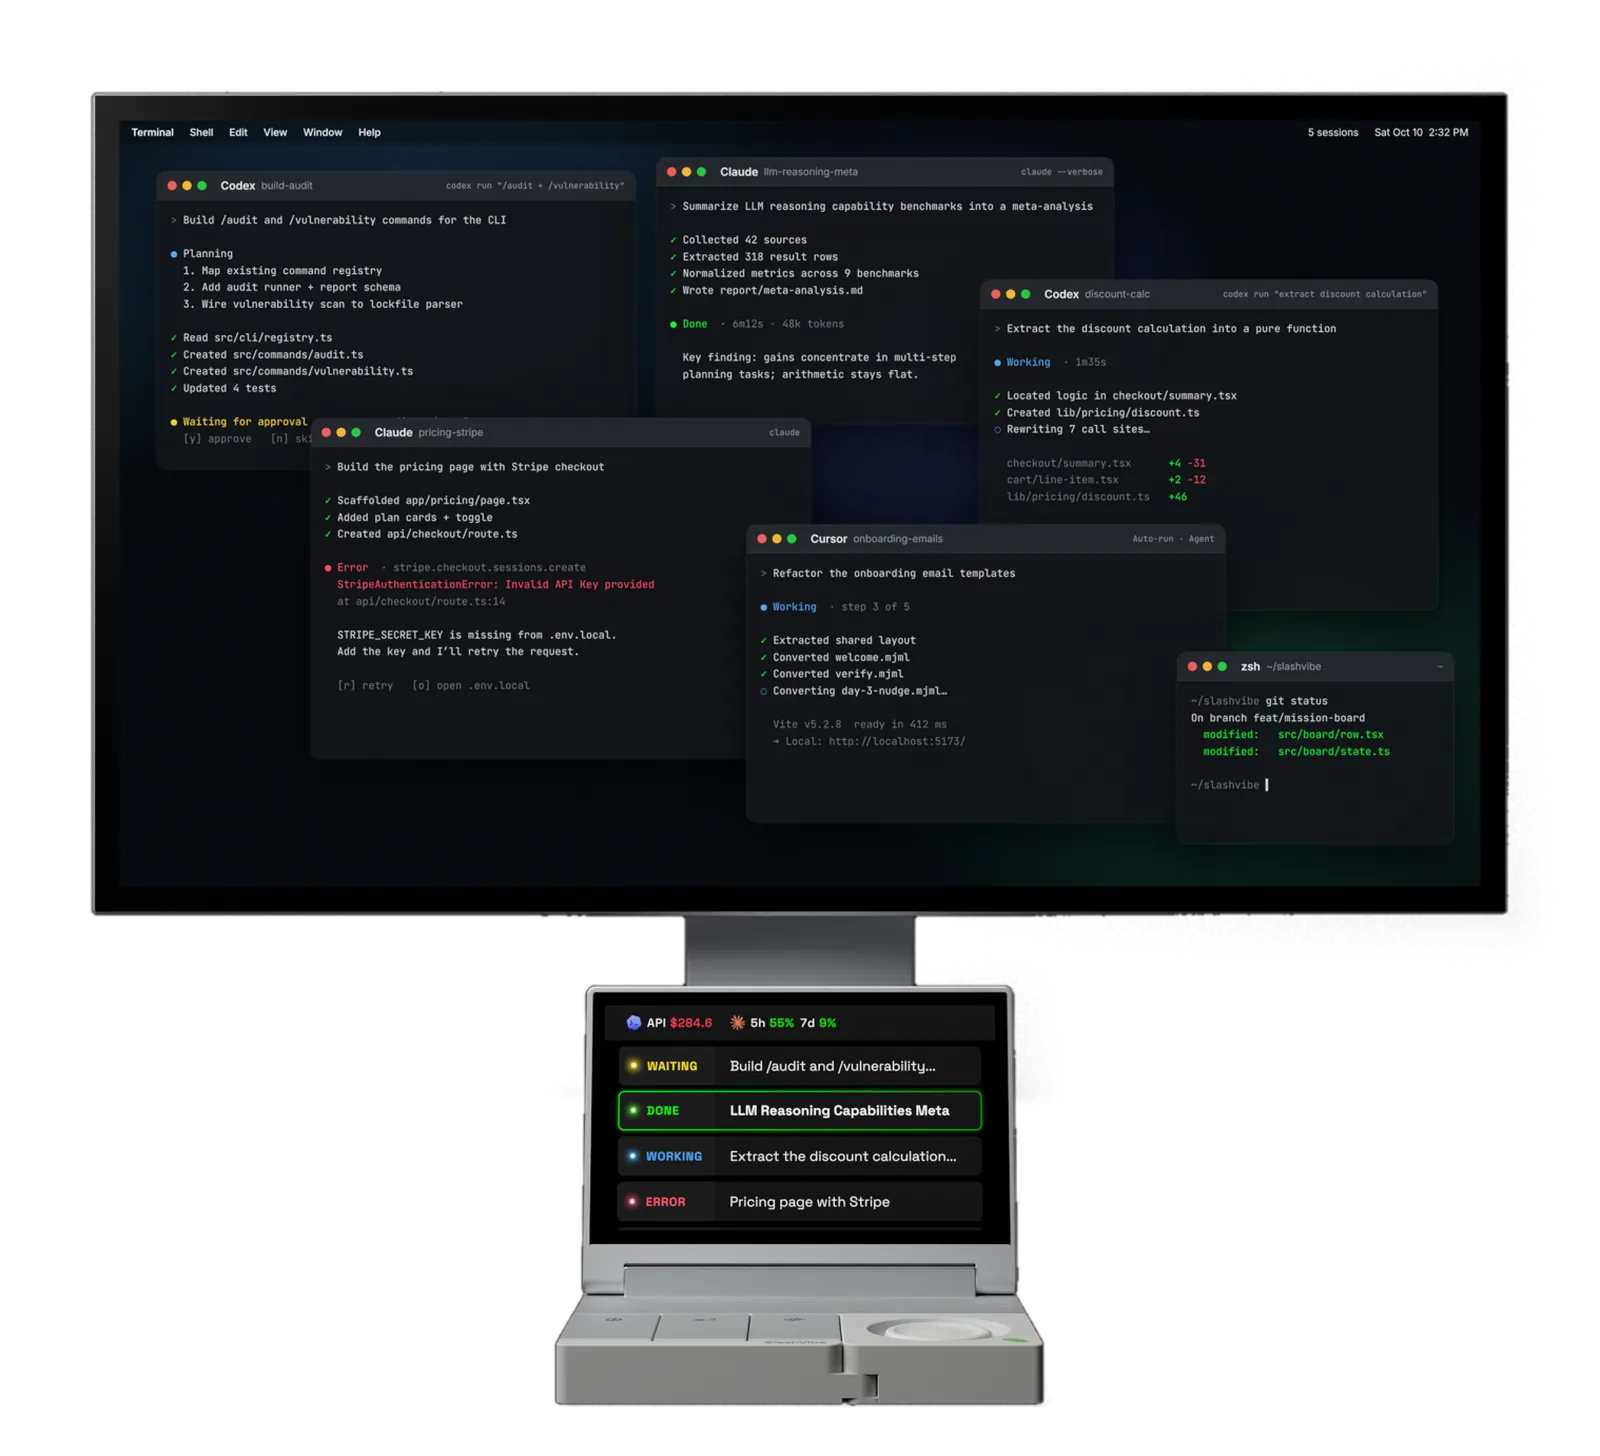 Terminal Shell Edit View Window Help
5 sessions Sat Oct 10 2:32 PM
Codex build-audit codex run "/audit + /vulnerability"
> Build /audit and /vulnerability commands for the CLI
● Planning
1. Map existing command registry
2. Add audit runner + report schema
3. Wire vulnerability scan to lockfile parser
✓ Read src/cli/registry.ts
✓ Created src/commands/audit.ts
✓ Created src/commands/vulnerability.ts
✓ Updated 4 tests
● Waiting for approval
[y] approve [n] ski
Claude llm-reasoning-meta claude --verbose
> Summarize LLM reasoning capability benchmarks into a meta-analysis
✓ Collected 42 sources
✓ Extracted 318 result rows
✓ Normalized metrics across 9 benchmarks
✓ Wrote report/meta-analysis.md
● Done · 6m12s · 48k tokens
Key finding: gains concentrate in multi-step
planning tasks; arithmetic stays flat.
Codex discount-calc codex run "extract discount calculation"
> Extract the discount calculation into a pure function
● Working · 1m35s
✓ Located logic in checkout/summary.tsx
✓ Created lib/pricing/discount.ts
○ Rewriting 7 call sites…
checkout/summary.tsx +4 -31
cart/line-item.tsx +2 -12
lib/pricing/discount.ts +46
Claude pricing-stripe claude
> Build the pricing page with Stripe checkout
✓ Scaffolded app/pricing/page.tsx
✓ Added plan cards + toggle
✓ Created api/checkout/route.ts
● Error · stripe.checkout.sessions.create
StripeAuthenticationError: Invalid API Key provided
at api/checkout/route.ts:14
STRIPE_SECRET_KEY is missing from .env.local.
Add the key and I'll retry the request.
[r] retry [o] open .env.local
Cursor onboarding-emails Auto-run · Agent
> Refactor the onboarding email templates
● Working · step 3 of 5
✓ Extracted shared layout
✓ Converted welcome.mjml
✓ Converted verify.mjml
○ Converting day-3-nudge.mjml…
Vite v5.2.8 ready in 412 ms
➜ Local: http://localhost:5173/
zsh ~/slashvibe ~
~/slashvibe git status
On branch feat/mission-board
modified: src/board/row.tsx
modified: src/board/state.ts
~/slashvibe
API $284.6 5h 55% 7d 9%
WAITING Build /audit and /vulnerability...
DONE LLM Reasoning Capabilities Meta
WORKING Extract the discount calculation...
ERROR Pricing page with Stripe